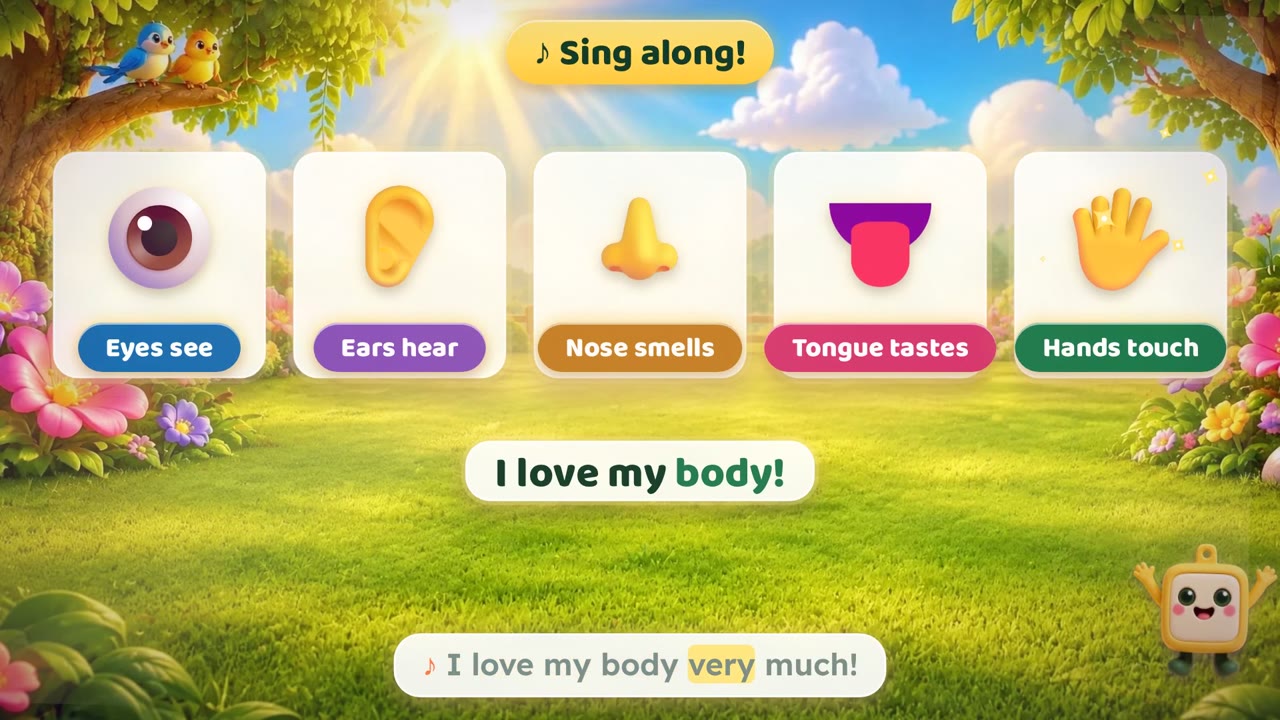 ♪ Sing along!
Eyes see
Ears hear
Nose smells
Tongue tastes
Hands touch
I love my body!
♪ I love my body very much!